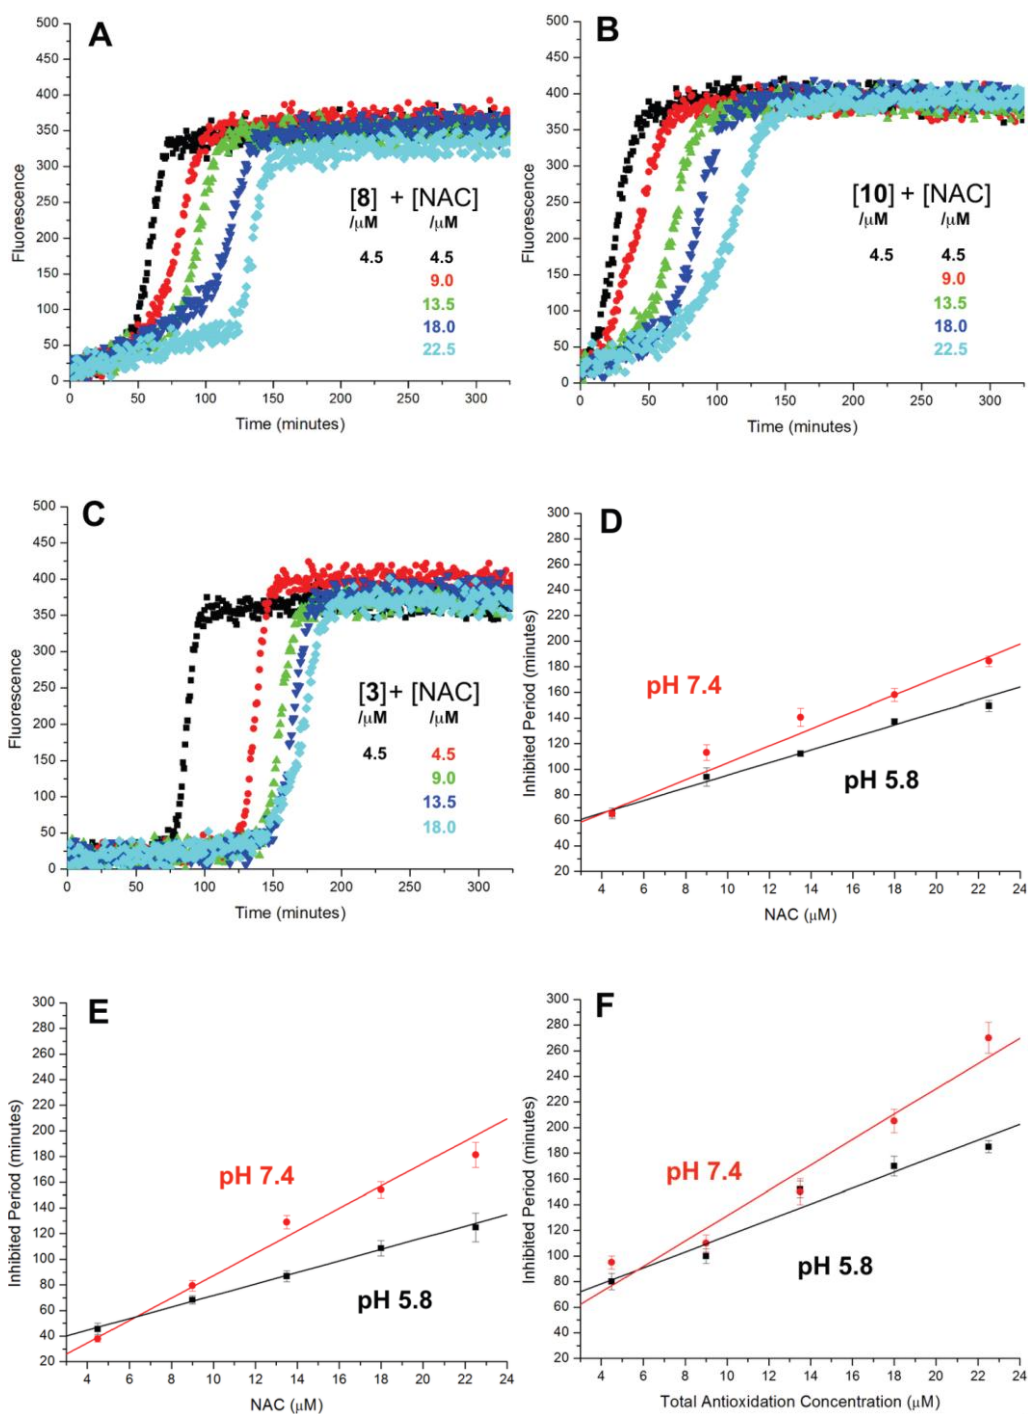 A
500
450
400
350
300
250
200
150
100
50
0
Fluorescence
[8] + [NAC]
/μM /μM
4.5 4.5
9.0
13.5
18.0
22.5
0 50 100 150 200 250 300
Time (minutes)
B
500
450
400
350
300
250
200
150
100
50
0
Fluorescence
[10] + [NAC]
/μM /μM
4.5 4.5
9.0
13.5
18.0
22.5
0 50 100 150 200 250 300
Time (minutes)
C
500
450
400
350
300
250
200
150
100
50
0
Fluorescence
[3]+ [NAC]
/μM /μM
4.5 4.5
9.0
13.5
18.0
0 50 100 150 200 250 300
Time (minutes)
D
300
280
260
240
220
200
180
160
140
120
100
80
60
40
20
Inhibited Period (minutes)
pH 7.4
pH 5.8
4 6 8 10 12 14 16 18 20 22 24
NAC (μM)
E
300
280
260
240
220
200
180
160
140
120
100
80
60
40
20
Inhibited Period (minutes)
pH 7.4
pH 5.8
4 6 8 10 12 14 16 18 20 22 24
NAC (μM)
F
300
280
260
240
220
200
180
160
140
120
100
80
60
40
20
Inhibited Period (minutes)
pH 7.4
pH 5.8
4 6 8 10 12 14 16 18 20 22 24
Total Antioxidation Concentration (μM)